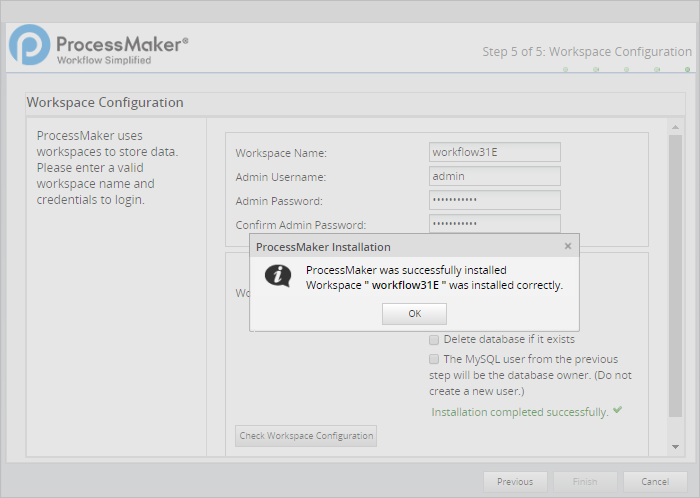 ProcessMaker®
Workflow Simplified
Step 5 of 5: Workspace Configuration
Workspace Configuration
ProcessMaker uses
workspaces to store data.
Please enter a valid
workspace name and
credentials to login.
Workspace Name:
workflow31E
Admin Username:
admin
Admin Password:
•••••••••••
Confirm Admin Password:
•••••••••••
ProcessMaker Installation
×
ProcessMaker was successfully installed
Workspace " workflow31E " was installed correctly.
OK
Wo
Delete database if it exists
The MySQL user from the previous
step will be the database owner. (Do not
create a new user.)
Installation completed successfully.
Check Workspace Configuration
Previous
Finish
Cancel